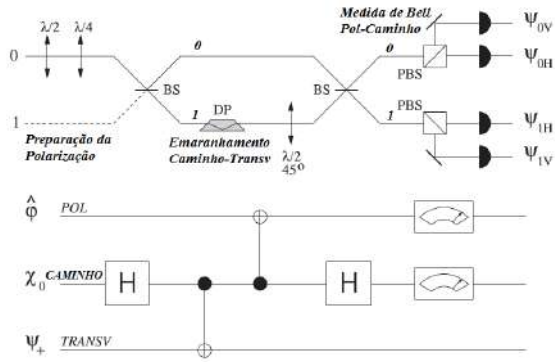 λ/2 λ/4
Medida de Bell
Pol-Caminho
Ψ0V
0
0
0
Ψ0H
PBS
BS
BS
DP
PBS
1
1
1
Ψ1H
Preparação da
Polarização
Emaranhamento
Caminho-Transv
λ/2
45º
Ψ1V
φ̂ POL
χ0 CAMINHO
H
H
Ψ+ TRANSV